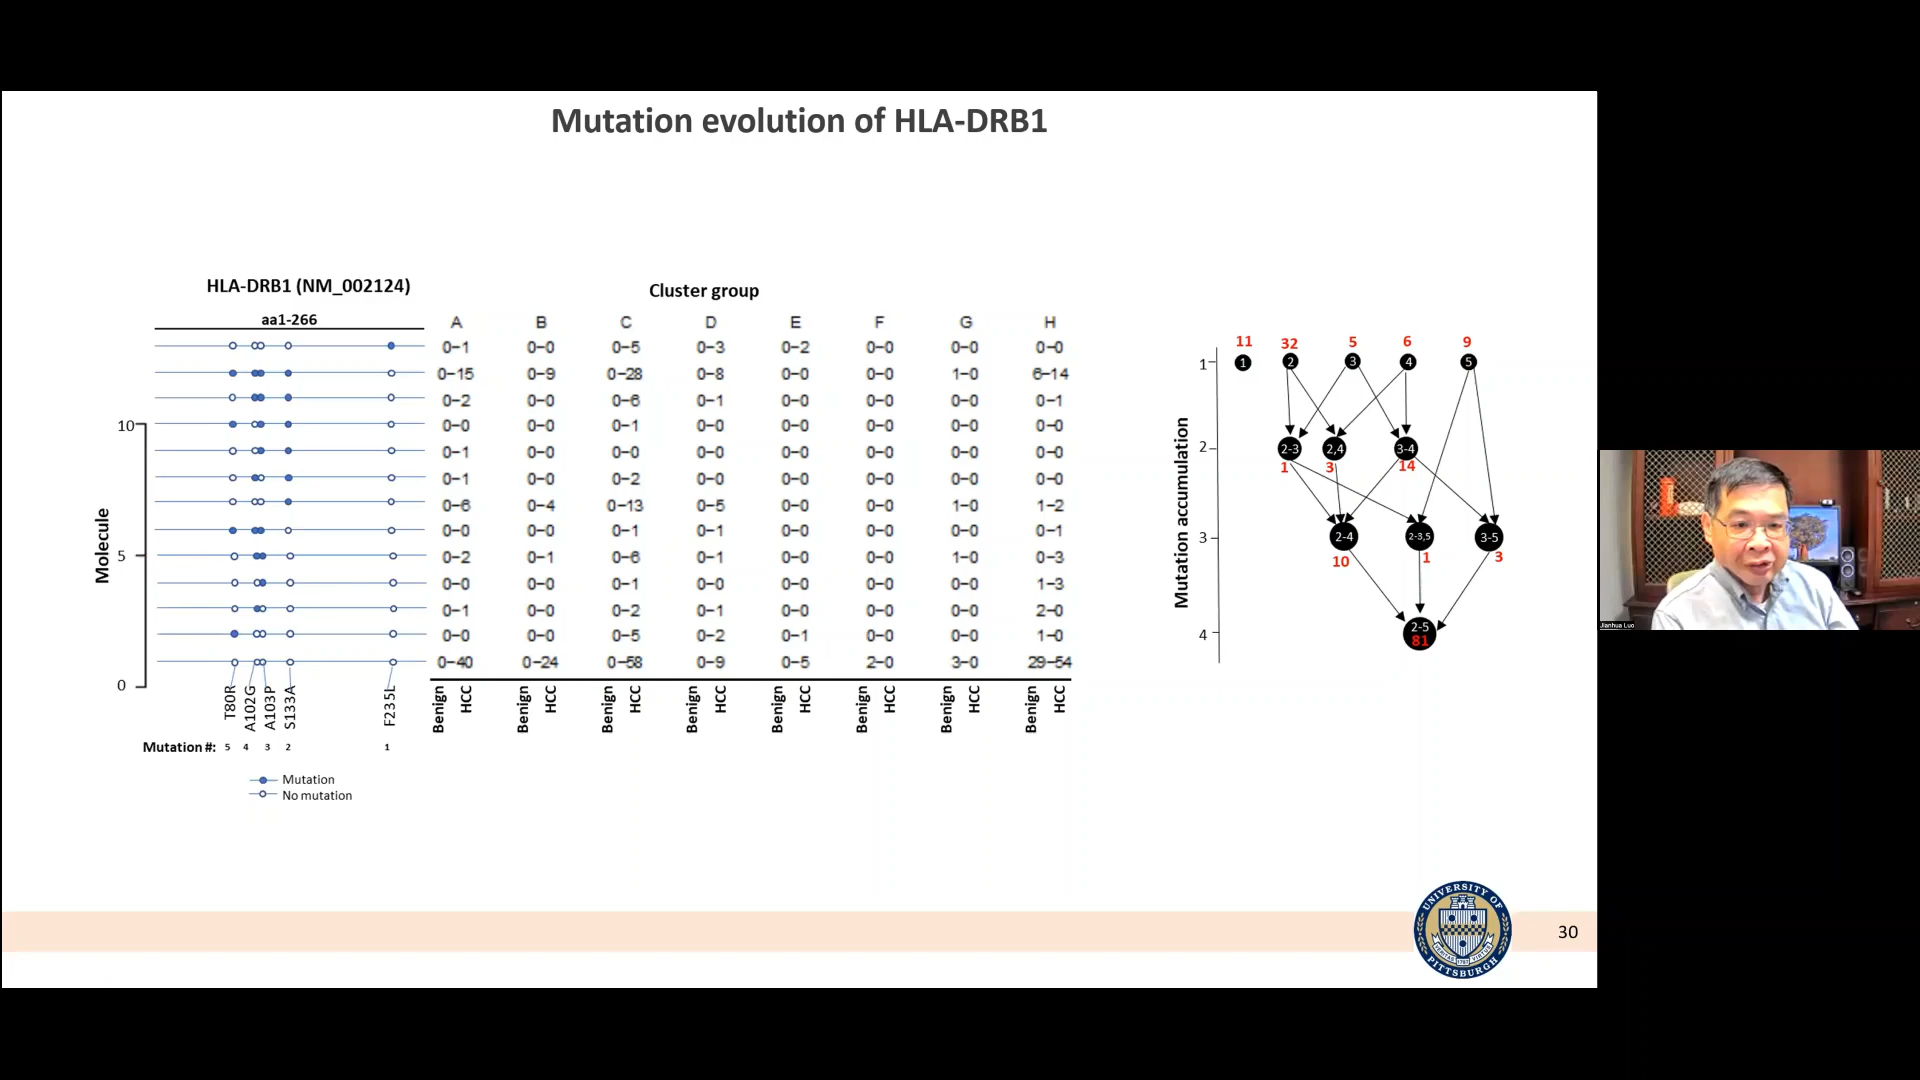 Mutation evolution of HLA-DRB1
HLA-DRB1 (NM_002124)
aa1-266
Cluster group
A B C D E F G H
0-1 0-0 0-5 0-3 0-2 0-0 0-0 0-0
0-15 0-9 0-28 0-8 0-0 0-0 1-0 6-14
0-2 0-0 0-6 0-1 0-0 0-0 0-0 0-1
10 0-0 0-0 0-1 0-0 0-0 0-0 0-0 0-0
0-1 0-0 0-0 0-0 0-0 0-0 0-0 0-0
0-1 0-0 0-2 0-0 0-0 0-0 0-0 0-0
0-6 0-4 0-13 0-5 0-0 0-0 1-0 1-2
0-0 0-0 0-1 0-1 0-0 0-0 0-0 0-1
5 0-2 0-1 0-6 0-1 0-0 0-0 1-0 0-3
0-0 0-0 0-1 0-0 0-0 0-0 0-0 1-3
0-1 0-0 0-2 0-1 0-0 0-0 0-0 2-0
0-0 0-0 0-5 0-2 0-1 0-0 0-0 1-0
0-40 0-24 0-58 0-9 0-5 2-0 3-0 29-54
0
Molecule
T80R A102G A103P S133A F235L
Benign HCC Benign HCC Benign HCC Benign HCC Benign HCC Benign HCC Benign HCC Benign HCC
Mutation #: 5 4 3 2 1
Mutation
No mutation
Mutation accumulation
11 32 5 6 9
1 1 2 3 4 5
2 2-3 2,4 3-4
1 3 14
3 2-4 2-3,5 3-5
10 1 3
4 2-5
81
UNIVERSITY OF
PITTSBURGH
30
Jianhua Luo